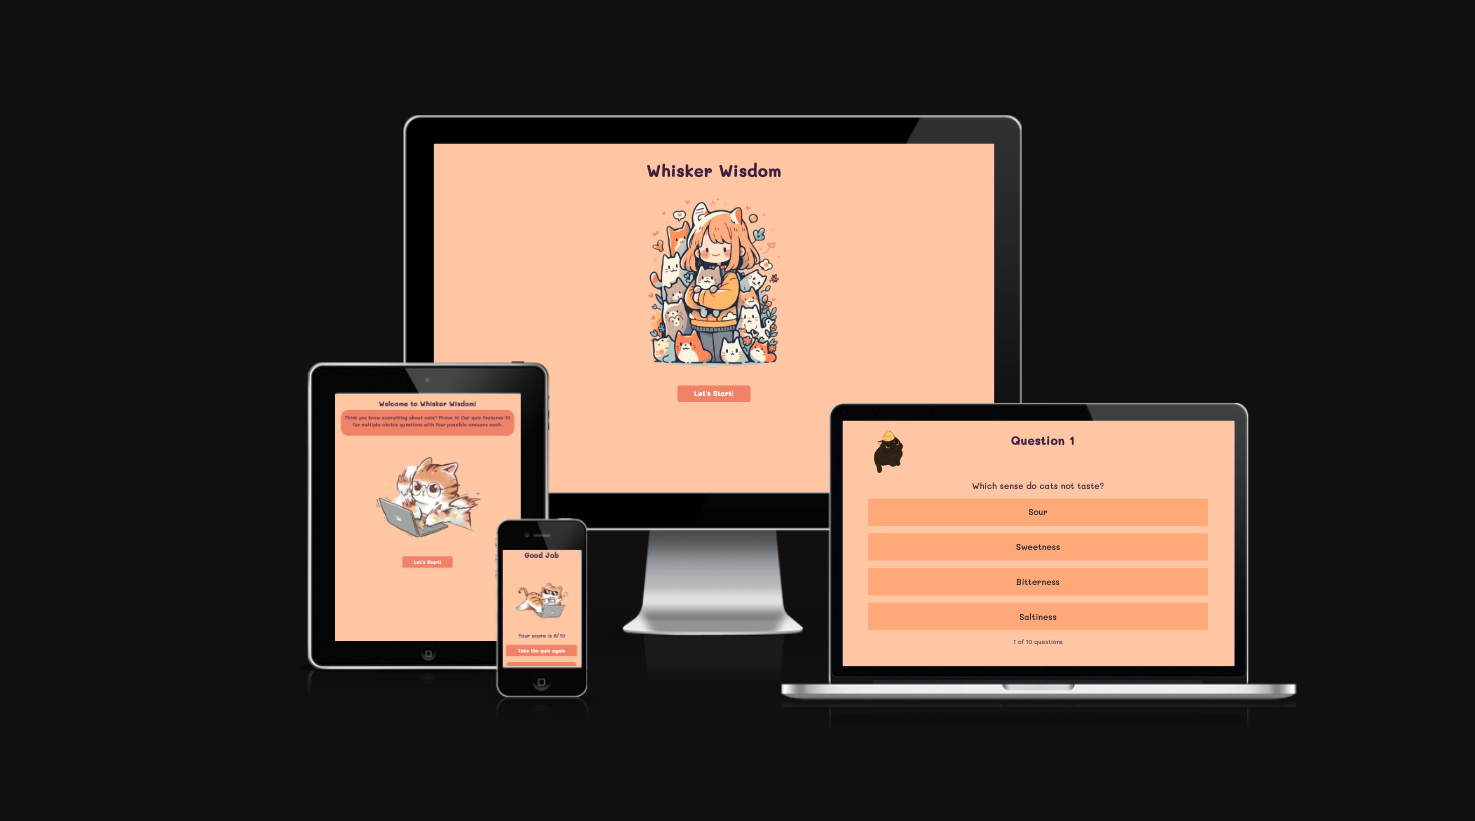 Whisker Wisdom
Let's Start!
Welcome to Whisker Wisdom!
Think you know everything about cats? Prove it! Our quiz features 10
fun multiple-choice questions with four possible answers each.
Let's Start!
Good Job
Your score is 8/10
Take the quiz again
Question 1
Which sense do cats not taste?
Sour
Sweetness
Bitterness
Saltiness
1 of 10 questions